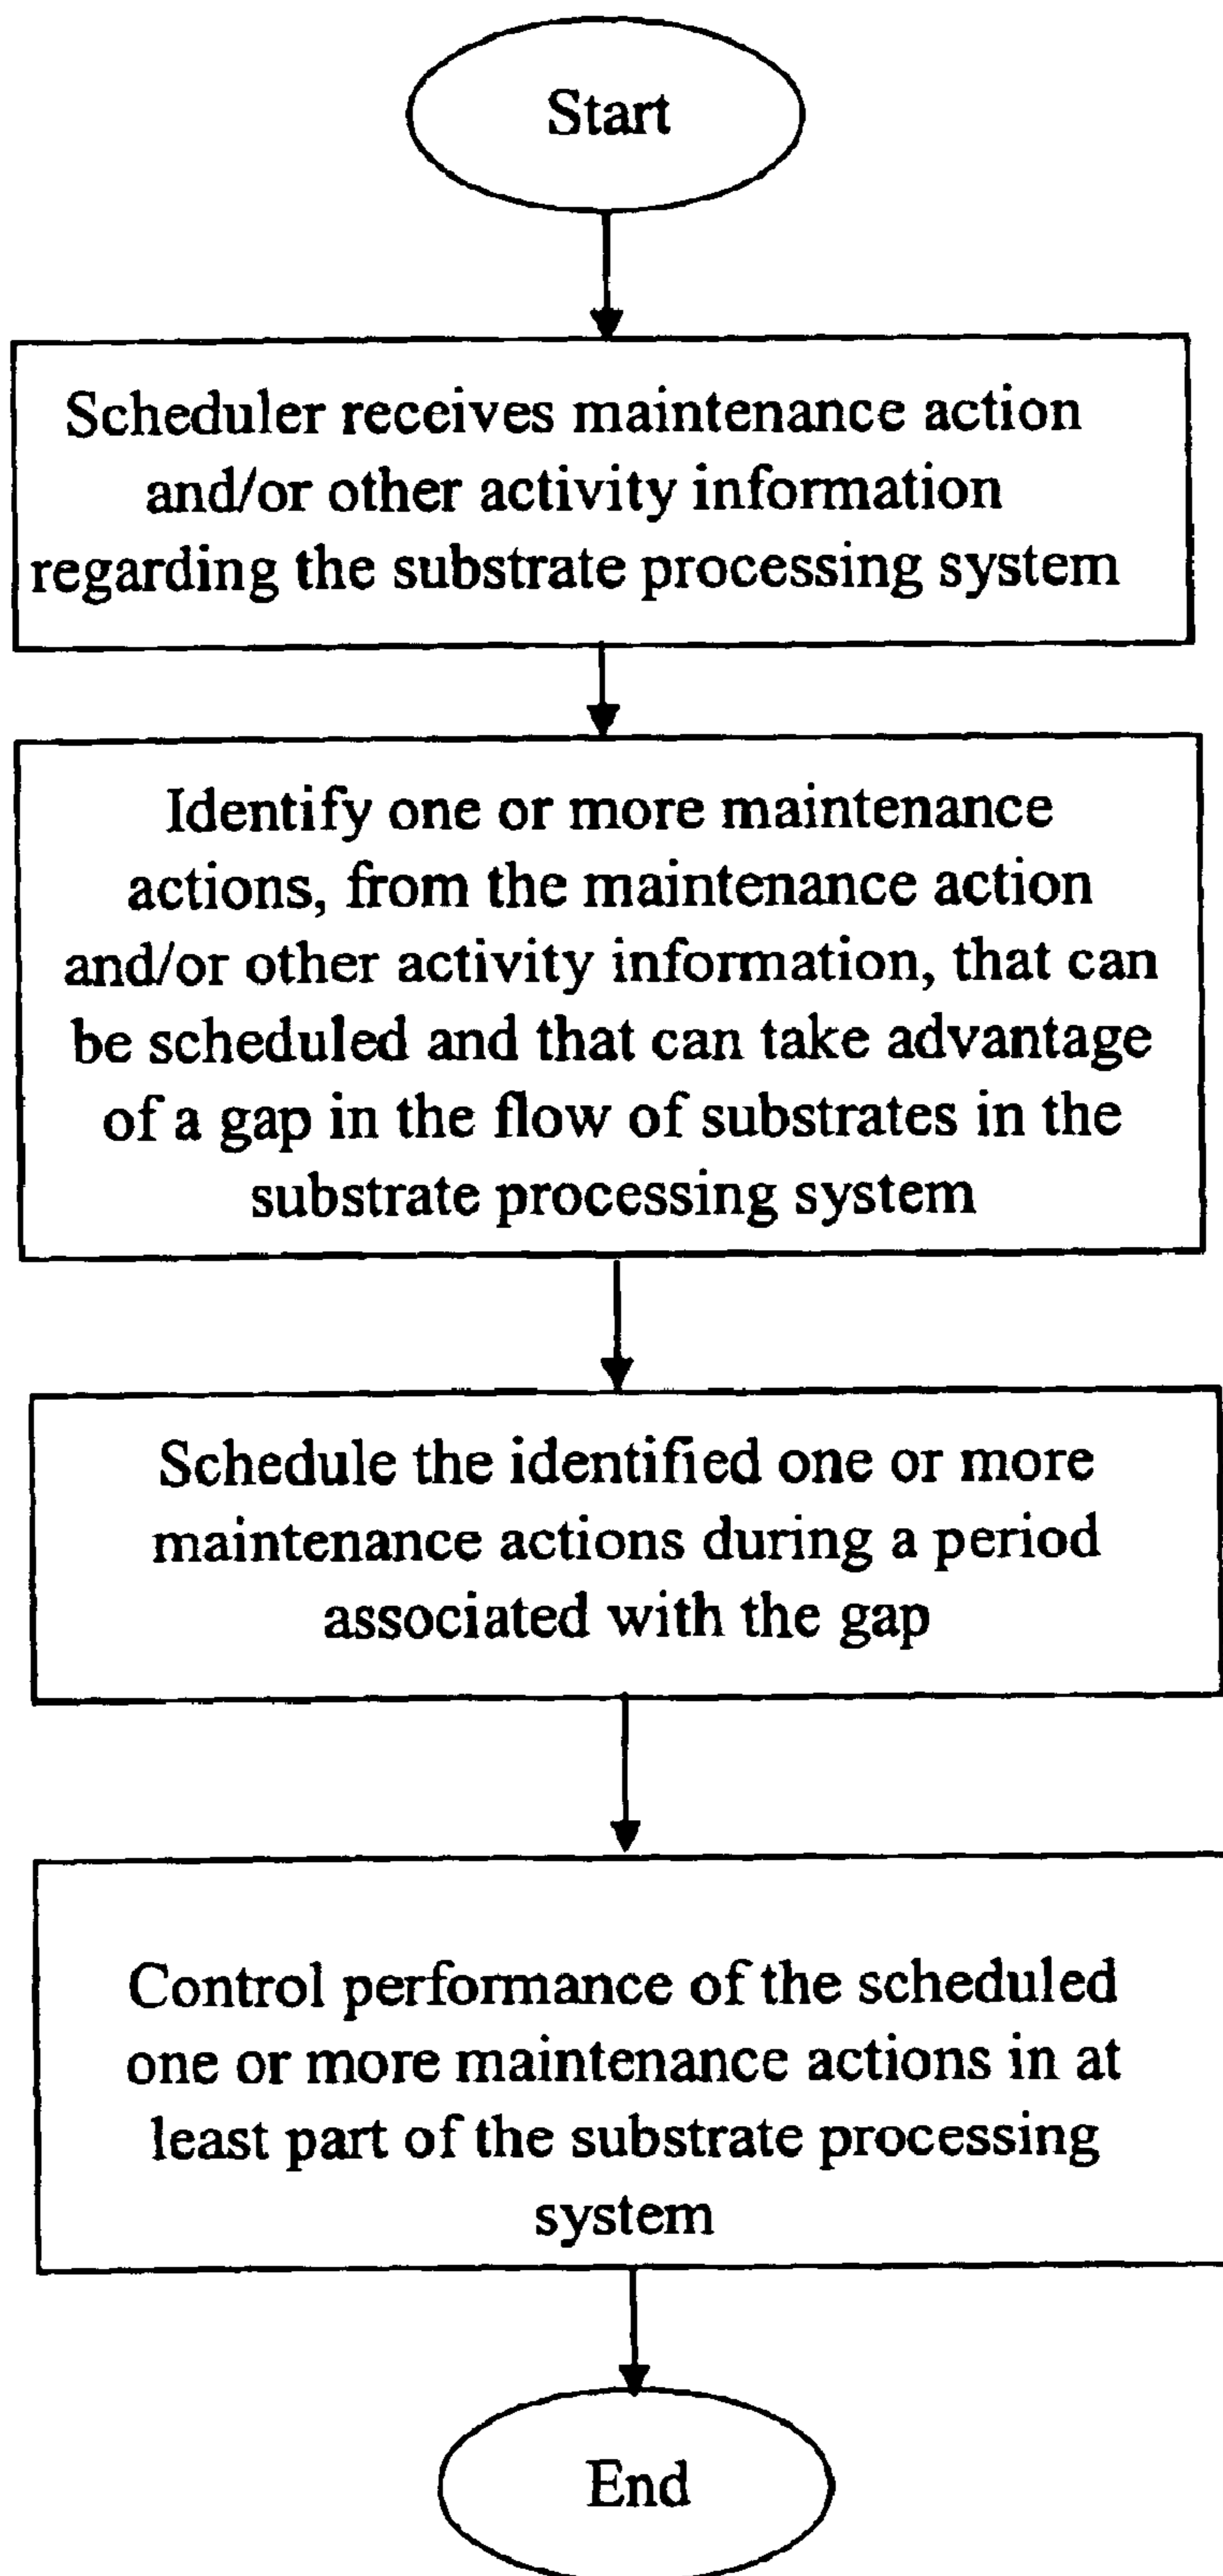 Start
Scheduler receives maintenance action
and/or other activity information
regarding the substrate processing system
Identify one or more maintenance
actions, from the maintenance action
and/or other activity information, that can
be scheduled and that can take advantage
of a gap in the flow of substrates in the
substrate processing system
Schedule the identified one or more
maintenance actions during a period
associated with the gap
Control performance of the scheduled
one or more maintenance actions in at
least part of the substrate processing
system
End